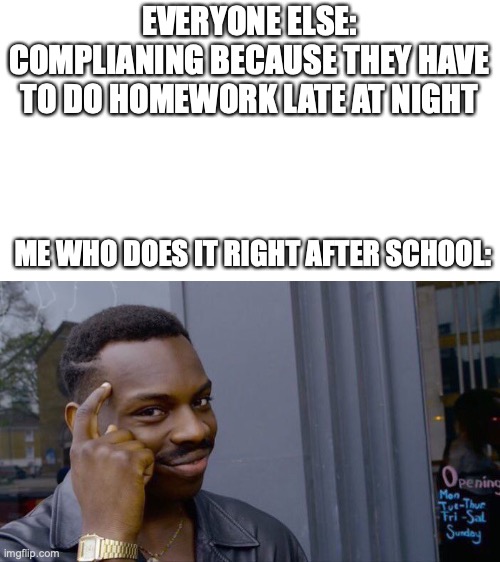 EVERYONE ELSE:
COMPLIANING BECAUSE THEY HAVE
TO DO HOMEWORK LATE AT NIGHT
ME WHO DOES IT RIGHT AFTER SCHOOL:
Opening
Mon
Tue-Thur
Fri-Sat
Sunday
imgflip.com